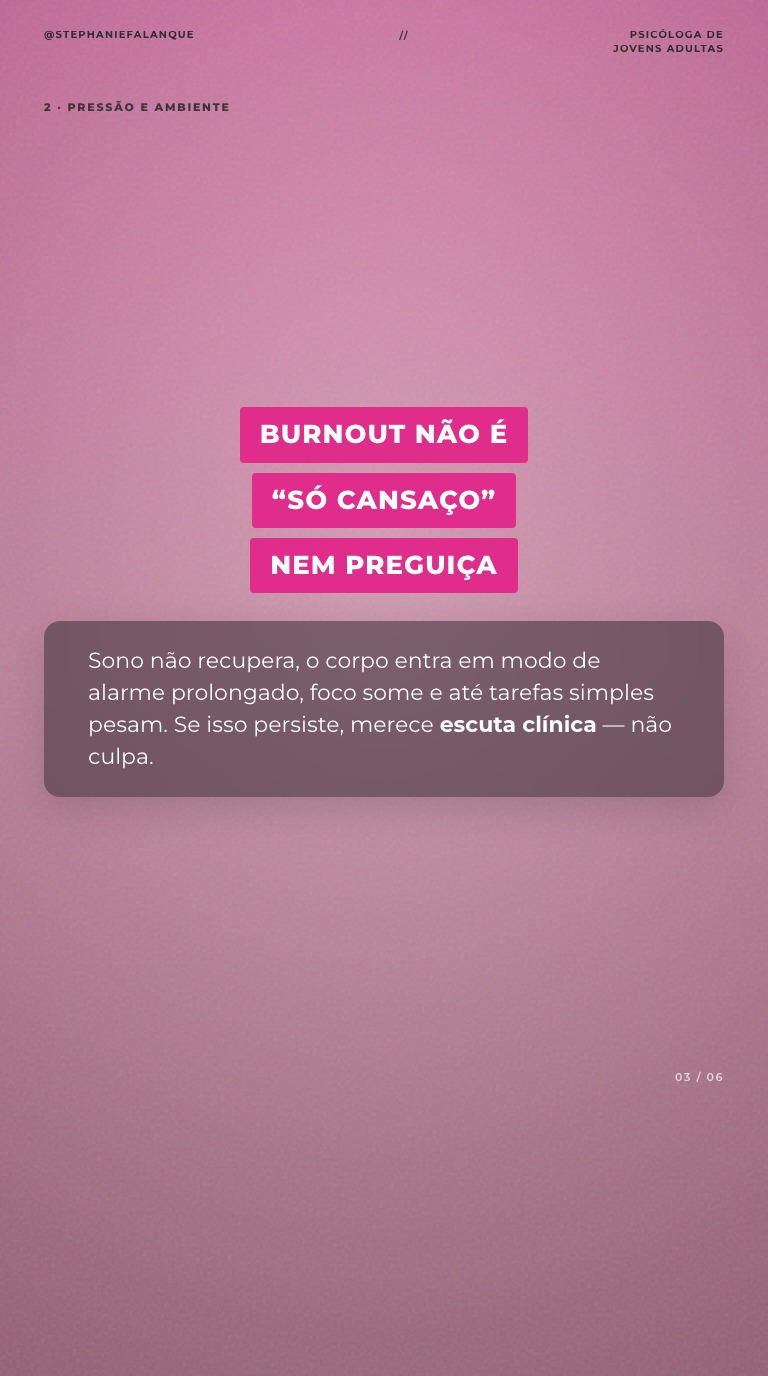 @STEPHANIEFALANQUE // PSICÓLOGA DE
JOVENS ADULTAS
2 · PRESSÃO E AMBIENTE
BURNOUT NÃO É
“SÓ CANSAÇO”
NEM PREGUIÇA
Sono não recupera, o corpo entra em modo de
alarme prolongado, foco some e até tarefas simples
pesam. Se isso persiste, merece escuta clínica — não
culpa.
03 / 06